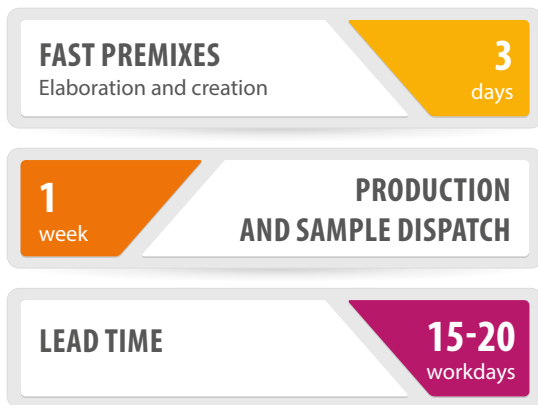 FAST PREMIXES
Elaboration and creation
3
days
1
week
PRODUCTION
AND SAMPLE DISPATCH
LEAD TIME
15-20
workdays